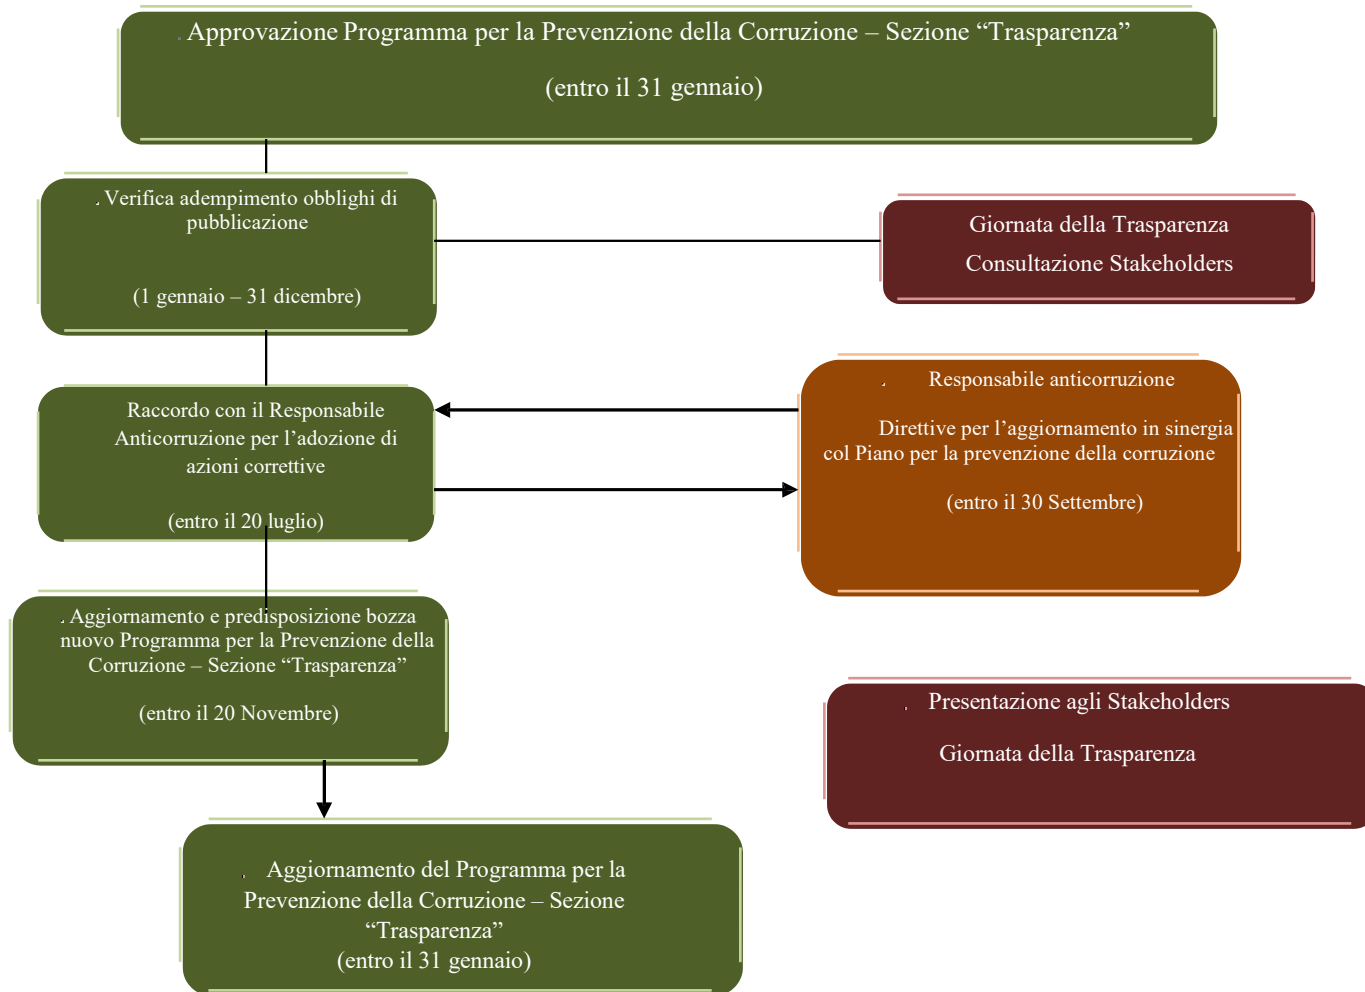 . Approvazione Programma per la Prevenzione della Corruzione – Sezione “Trasparenza”
(entro il 31 gennaio)
. Verifica adempimento obblighi di
pubblicazione
(1 gennaio – 31 dicembre)
Giornata della Trasparenza
Consultazione Stakeholders
Raccordo con il Responsabile
Anticorruzione per l’adozione di
azioni correttive
(entro il 20 luglio)
. Responsabile anticorruzione
Direttive per l’aggiornamento in sinergia
col Piano per la prevenzione della corruzione
(entro il 30 Settembre)
. Aggiornamento e predisposizione bozza
nuovo Programma per la Prevenzione della
Corruzione – Sezione “Trasparenza”
(entro il 20 Novembre)
. Presentazione agli Stakeholders
Giornata della Trasparenza
. Aggiornamento del Programma per la
Prevenzione della Corruzione – Sezione
“Trasparenza”
(entro il 31 gennaio)